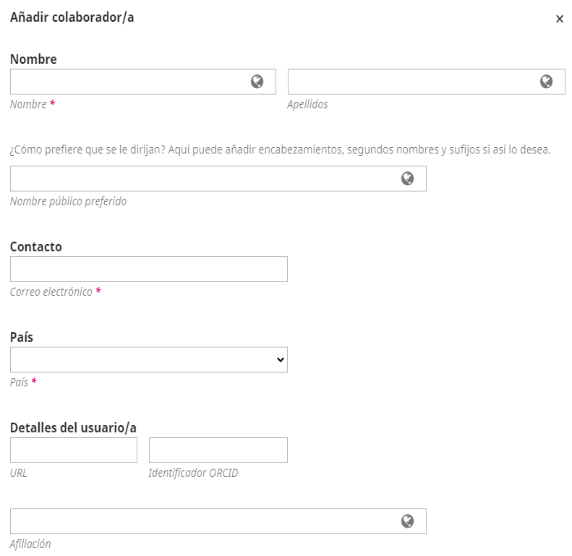 Añadir colaborador/a
×
Nombre
Nombre *
Apellidos
¿Cómo prefiere que se le dirijan? Aquí puede añadir encabezamientos, segundos nombres y sufijos si así lo desea.
Nombre público preferido
Contacto
Correo electrónico *
País
País *
Detalles del usuario/a
URL
Identificador ORCID
Afiliación